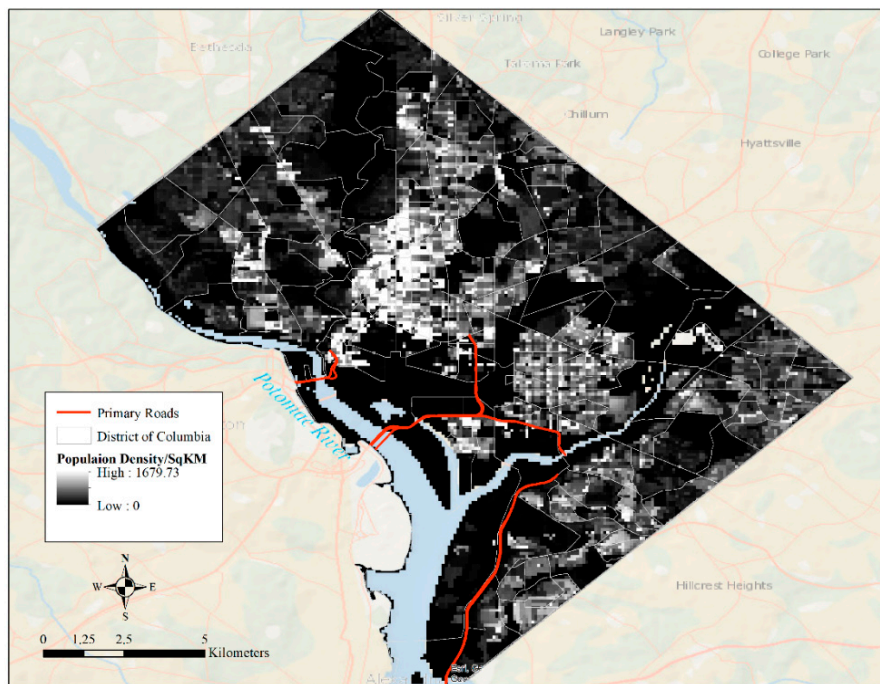 Silver Spring
Bethesda
Langley Park
College Park
Takoma Park
Chillum
Hyattsville
Potomac River
Primary Roads
District of Columbia
Populaion Density/SqKM
High : 1679.73
Low : 0
N
W
E
S
Hillcrest Heights
0 1.25 2.5 5
Kilometers
Esri,